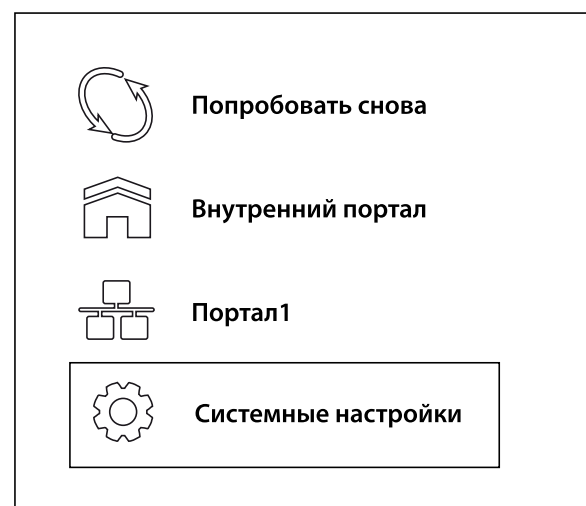 Попробовать снова
Внутренний портал
Портал1
Системные настройки